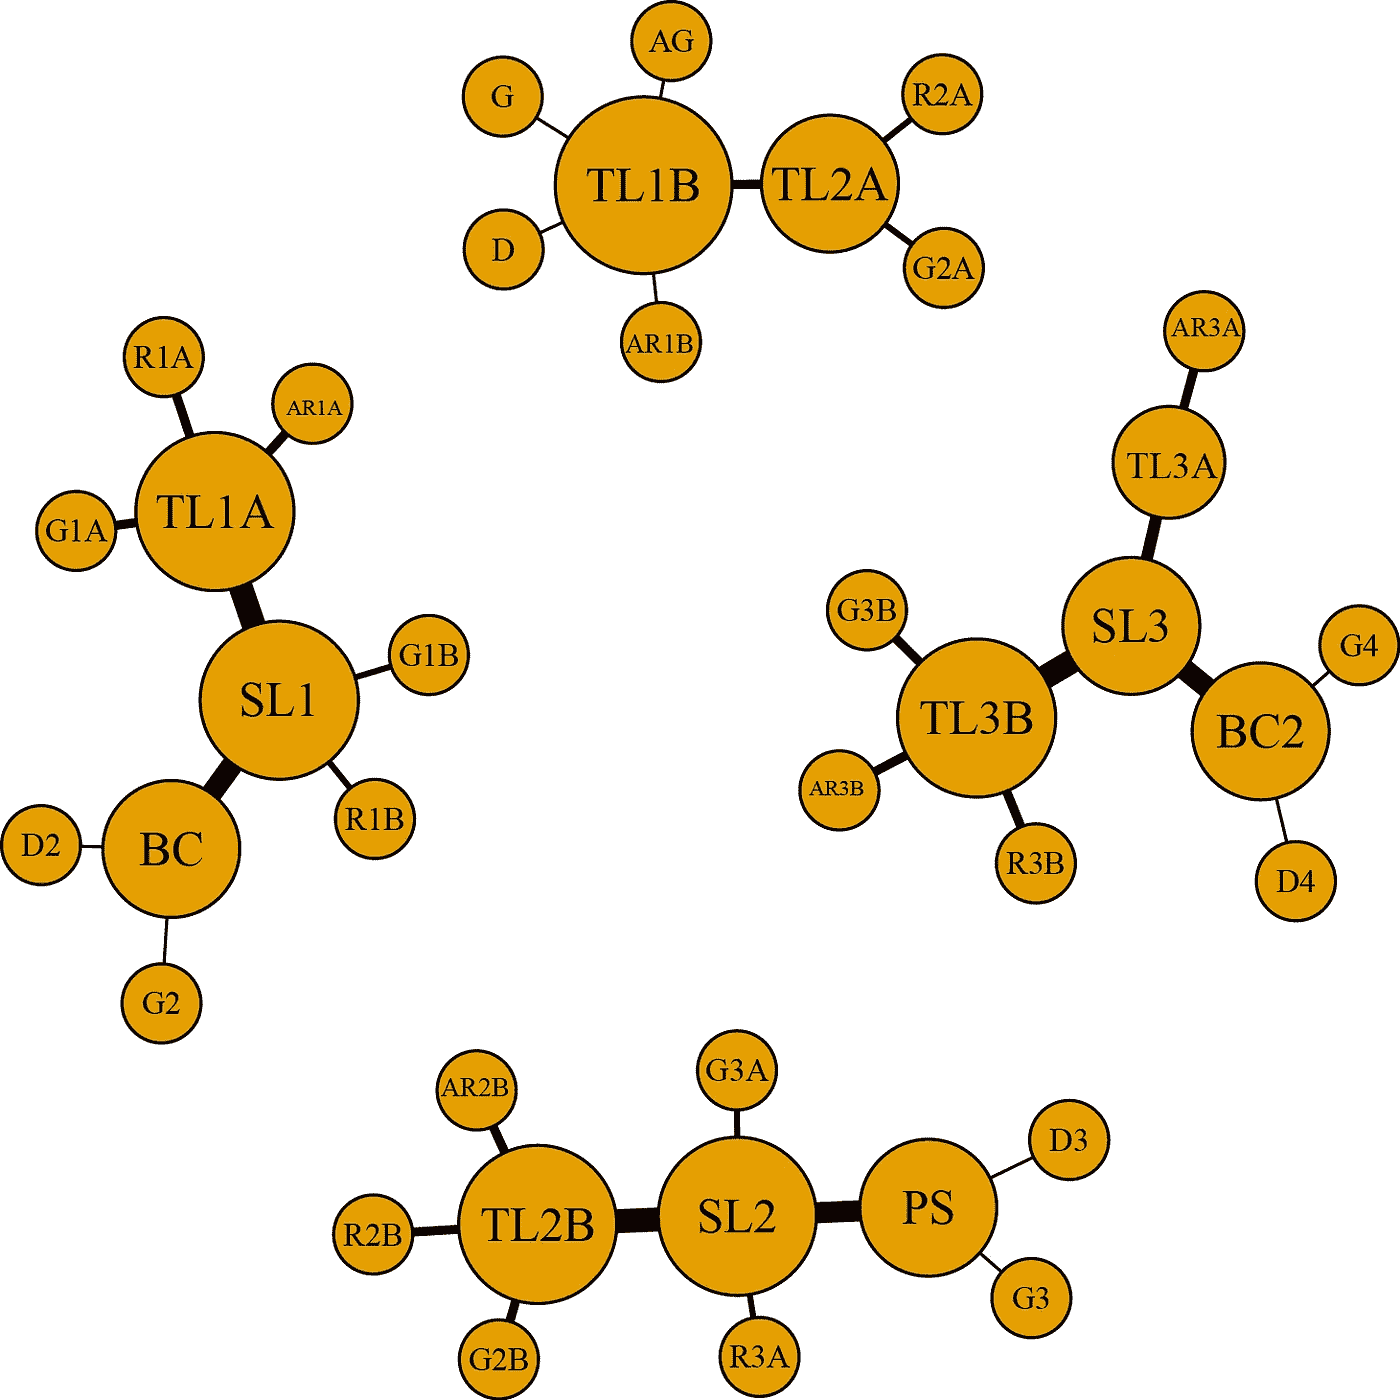 AG
G
R2A
TL1B
TL2A
D
G2A
AR1B
R1A
AR1A
G1A
TL1A
G1B
SL1
R1B
D2
BC
G2
AR3A
TL3A
G3B
SL3
G4
TL3B
BC2
AR3B
R3B
D4
AR2B
G3A
D3
R2B
TL2B
SL2
PS
G2B
R3A
G3